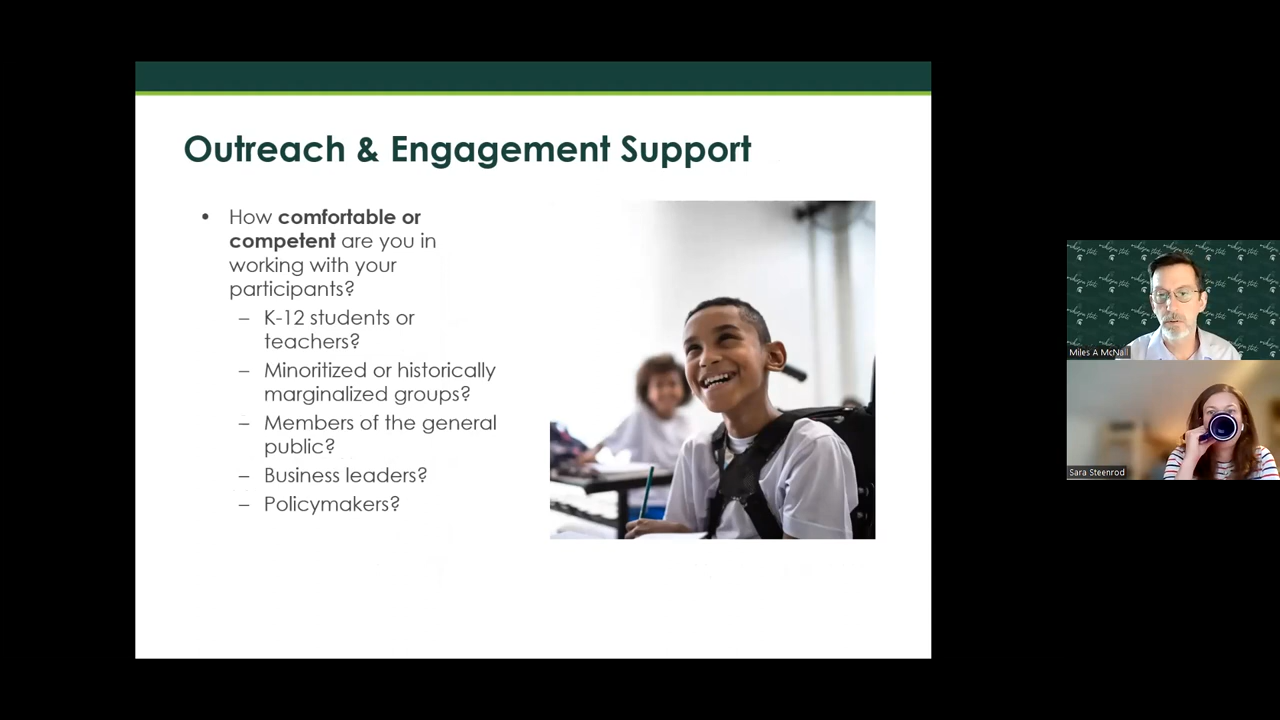 Outreach & Engagement Support
• How comfortable or
competent are you in
working with your
participants?
– K-12 students or
teachers?
– Minoritized or historically
marginalized groups?
– Members of the general
public?
– Business leaders?
– Policymakers?
Miles A McNall
Sara Steenrod